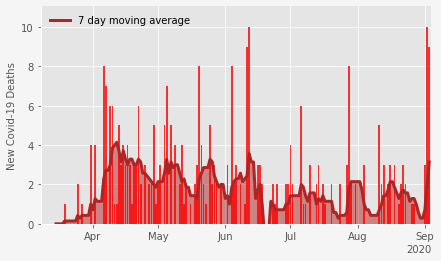 7 day moving average
New Covid-19 Deaths
10
8
6
4
2
0
Apr
May
Jun
Jul
Aug
Sep
2020